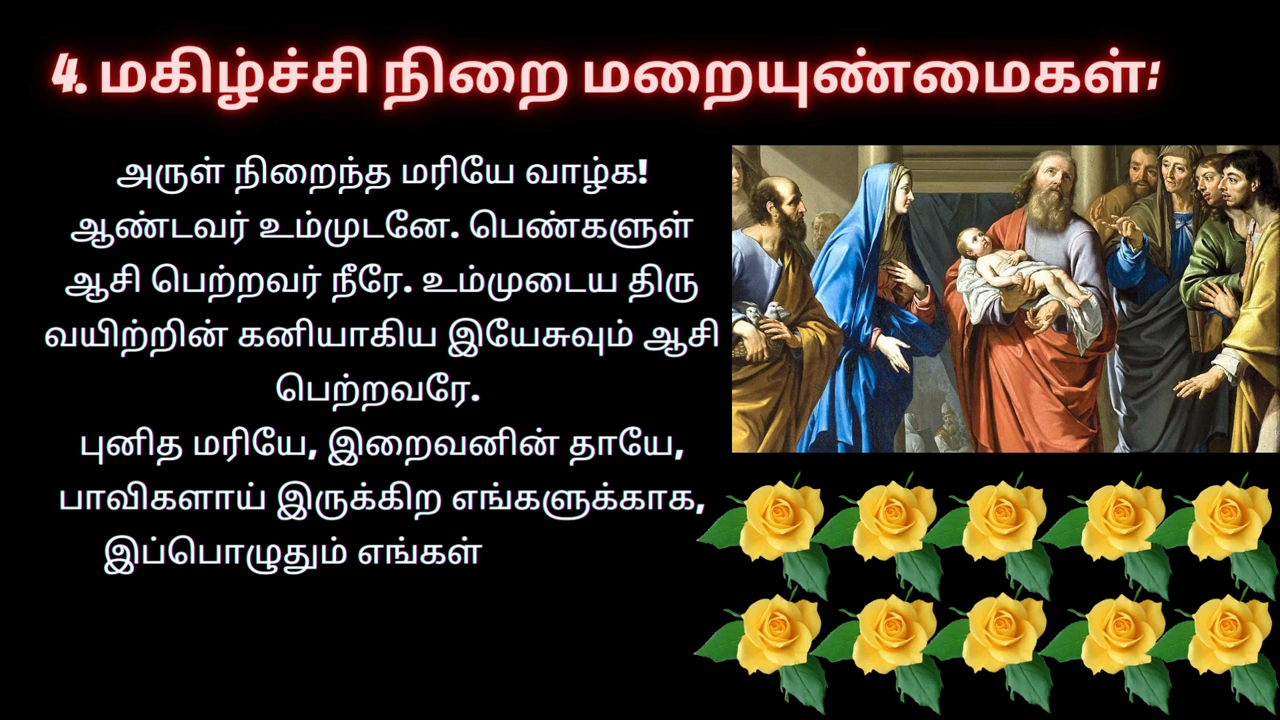 4. மகிழ்ச்சி நிறை மறையுண்மைகள்!
அருள் நிறைந்த மரியே வாழ்க!
ஆண்டவர் உம்முடனே. பெண்களுள்
ஆசி பெற்றவர் நீரே. உம்முடைய திரு
வயிற்றின் கனியாகிய இயேசுவும் ஆசி
பெற்றவரே.
புனித மரியே, இறைவனின் தாயே,
பாவிகளாய் இருக்கிற எங்களுக்காக,
இப்பொழுதும் எங்கள்